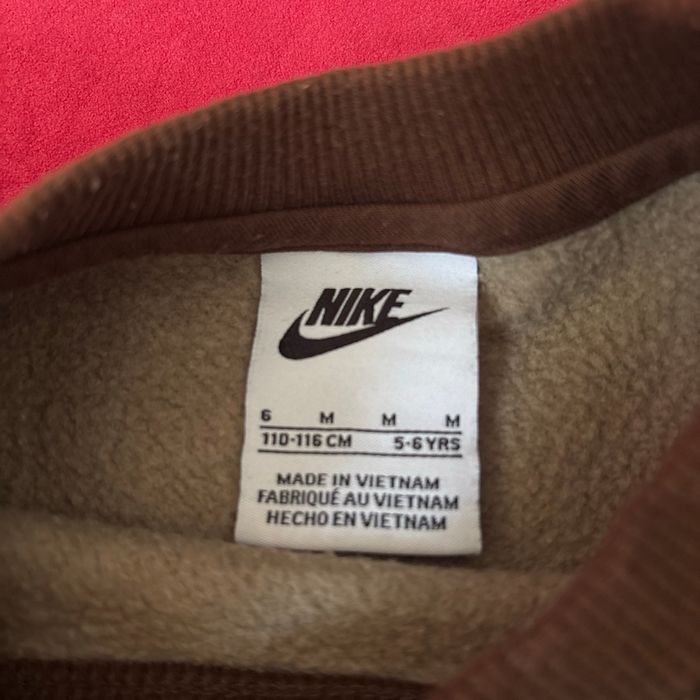 NIKE
6 M M M
110-116 CM 5-6 YRS
MADE IN VIETNAM
FABRIQUÉ AU VIETNAM
HECHO EN VIETNAM